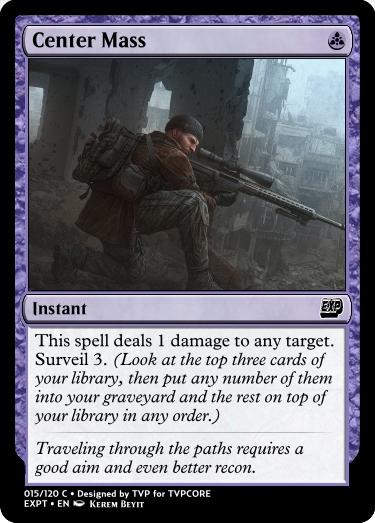 Center Mass
Instant
EXP
This spell deals 1 damage to any target.
Surveil 3. (Look at the top three cards of
your library, then put any number of them
into your graveyard and the rest on top of
your library in any order.)
Traveling through the paths requires a
good aim and even better recon.
015/120 C • Designed by TVP for TVPCORE
EXPT • EN Kerem Beyit